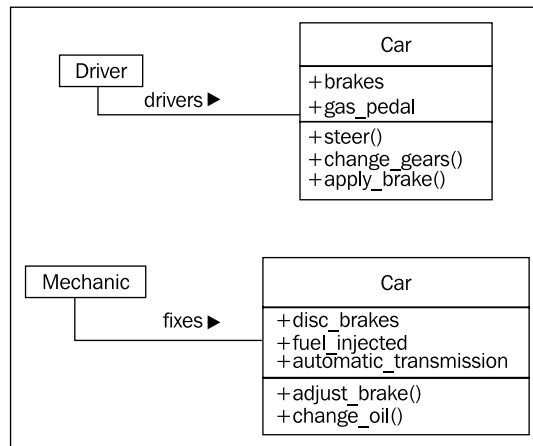 Driver
drivers ▶
Car
+brakes
+gas_pedal
+steer()
+change_gears()
+apply_brake()
Mechanic
fixes ▶
Car
+disc_brakes
+fuel_injected
+automatic_transmission
+adjust_brake()
+change_oil()